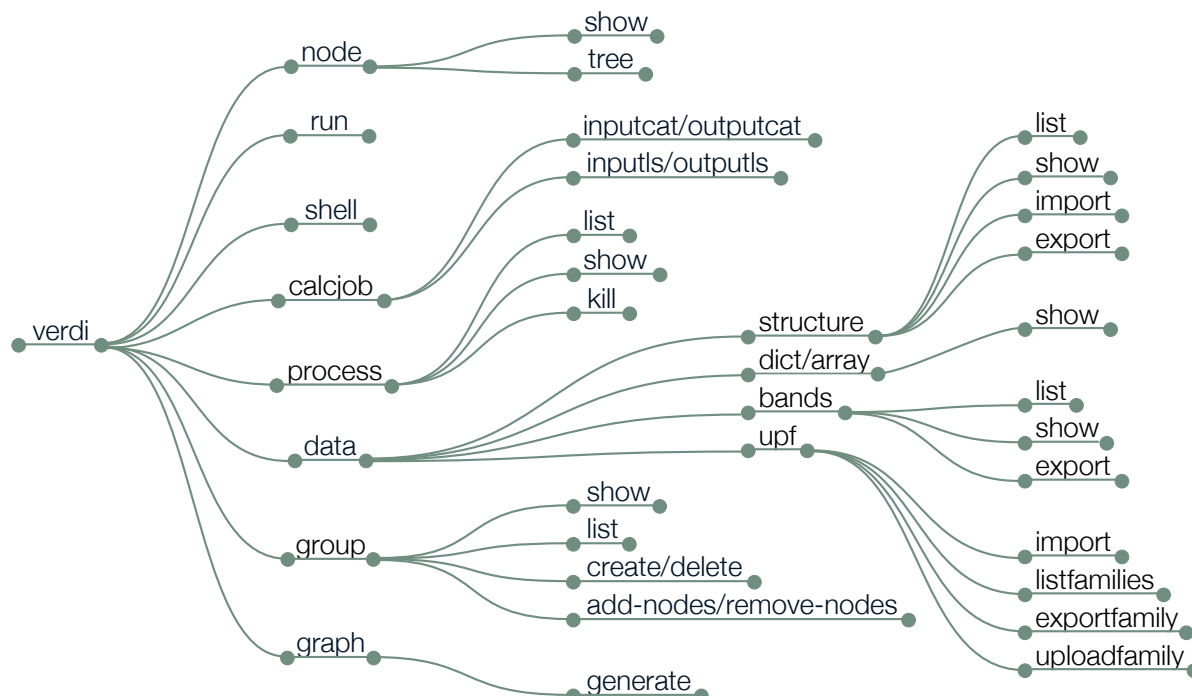 verdi
node
show
tree
run
shell
calcjob
inputcat/outputcat
inputls/outputls
process
list
show
kill
data
structure
list
show
import
export
dict/array
show
bands
list
show
export
upf
import
listfamilies
exportfamily
uploadfamily
group
show
list
create/delete
add-nodes/remove-nodes
graph
generate